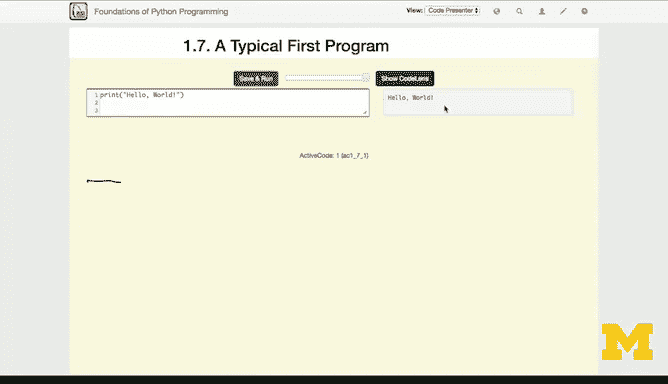 Foundations of Python Programming
View: Code Presenter
1.7. A Typical First Program
Save & Run
Show CodeLens
1 print("Hello, World!")
2
3
Hello, World!
ActiveCode: 1 (ac1_7_1)
M